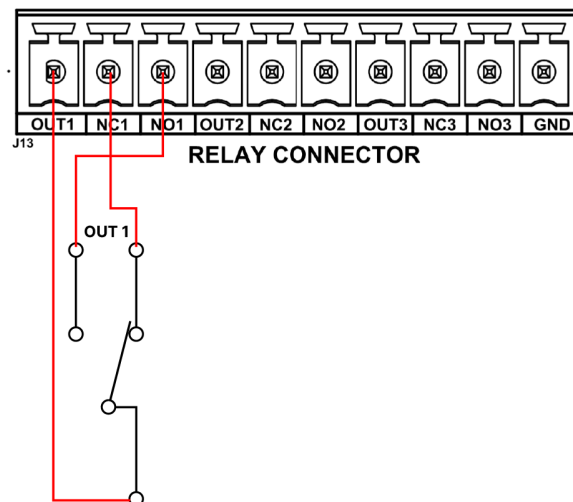 OUT1 NC1 NO1 OUT2 NC2 NO2 OUT3 NC3 NO3 GND
J13
RELAY CONNECTOR
OUT 1